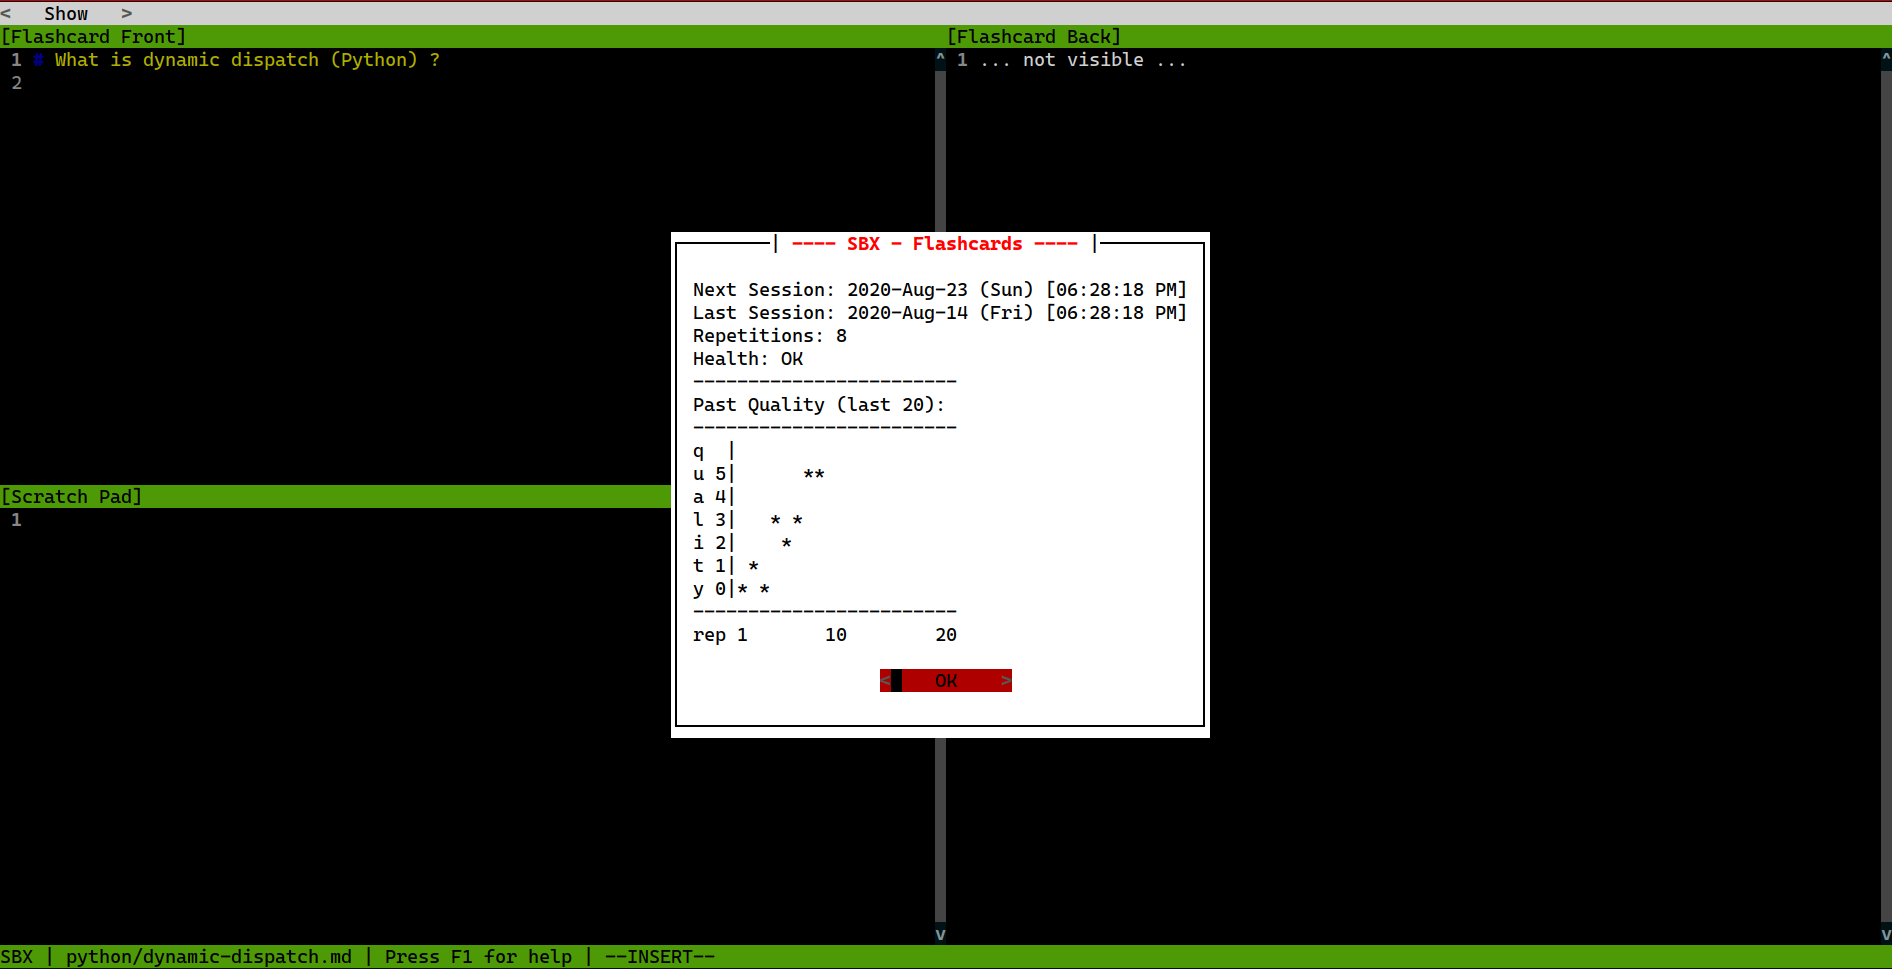 < Show >
[Flashcard Front]
1 # What is dynamic dispatch (Python) ?
2
[Flashcard Back]
^ 1 ... not visible ... ^
| ---- SBX - Flashcards ---- |
Next Session: 2020-Aug-23 (Sun) [06:28:18 PM]
Last Session: 2020-Aug-14 (Fri) [06:28:18 PM]
Repetitions: 8
Health: OK
------------------------
Past Quality (last 20):
------------------------
q  |
u 5|      **
a 4|
l 3|   * *
i 2|    *
t 1| *
y 0|* *
------------------------
rep 1       10        20
< OK >
[Scratch Pad]
1
v v
SBX | python/dynamic-dispatch.md | Press F1 for help | --INSERT--